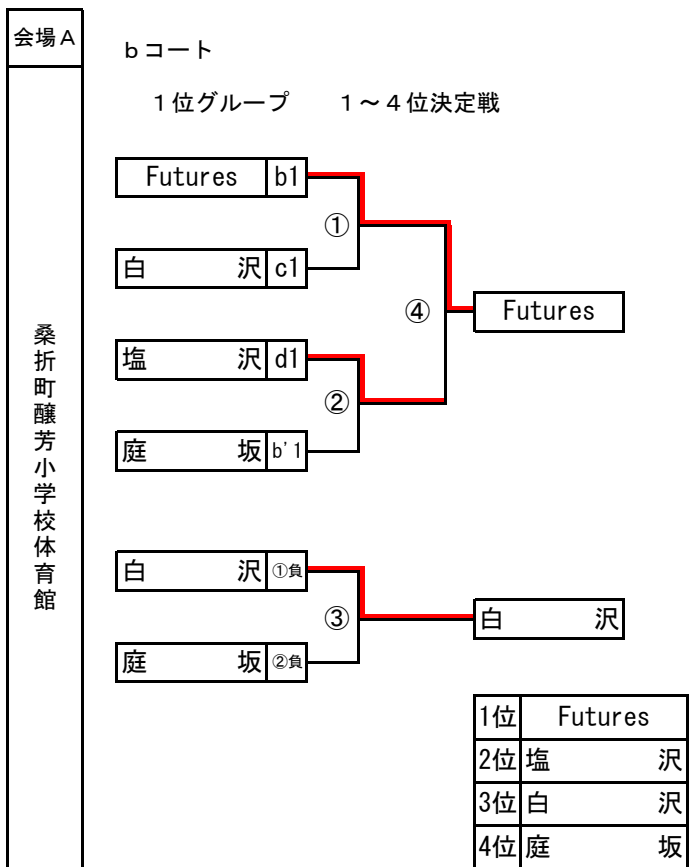 会場A
bコート
1位グループ 1～4位決定戦
Futures b1
①
白沢 c1
④
Futures
塩沢 d1
②
庭坂 b'1
桑折町醸芳小学校体育館
白沢 ①負
③
白沢
庭坂 ②負
1位 Futures
2位 塩沢
3位 白沢
4位 庭坂